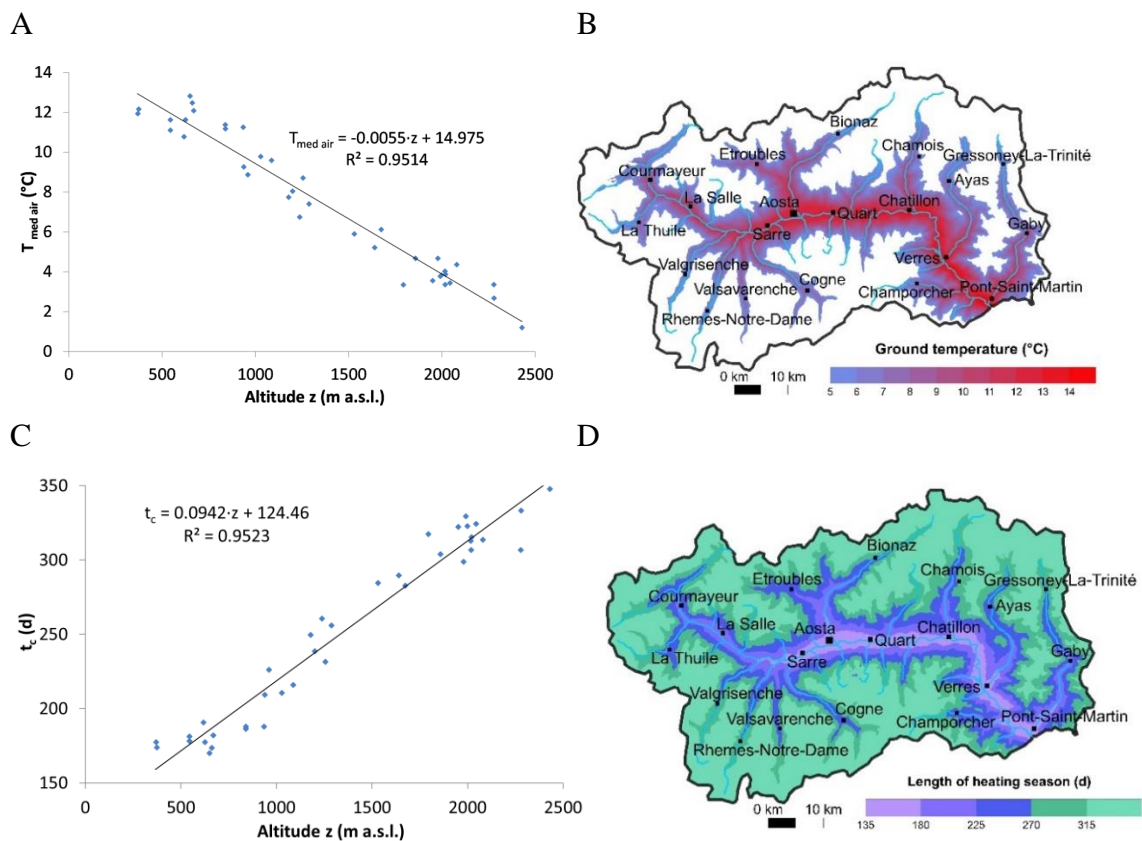 A
B
14
12
10
8
6
4
2
0
T med air (°C)
T med air = -0.0055·z + 14.975
R² = 0.9514
0 500 1000 1500 2000 2500
Altitude z (m a.s.l.)
Bionaz
Etroubles
Chamois
Gressoney-La-Trinité
Courmayeur
Ayas
La Salle
Aosta
Quart
Chatillon
La Thuile
Sarre
Gaby
Valgrisenche
Verres
Valsavarenche
Cogne
Champorcher
Pont-Saint-Martin
Rhemes-Notre-Dame
Ground temperature (°C)
0 km 10 km
5 6 7 8 9 10 11 12 13 14
C
D
350
300
250
200
150
t c (d)
t c = 0.0942·z + 124.46
R² = 0.9523
0 500 1000 1500 2000 2500
Altitude z (m a.s.l.)
Bionaz
Etroubles
Chamois
Gressoney-La-Trinité
Courmayeur
Ayas
La Salle
Aosta
Quart
Chatillon
La Thuile
Sarre
Gaby
Valgrisenche
Verres
Valsavarenche
Cogne
Champorcher
Pont-Saint-Martin
Rhemes-Notre-Dame
Length of heating season (d)
0 km 10 km
135 180 225 270 315